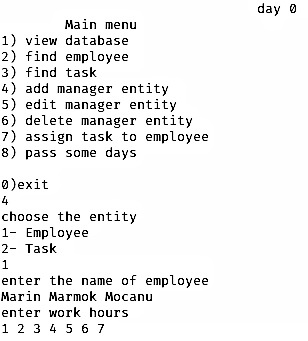 day 0
Main menu
1) view database
2) find employee
3) find task
4) add manager entity
5) edit manager entity
6) delete manager entity
7) assign task to employee
8) pass some days
0)exit
4
choose the entity
1- Employee
2- Task
1
enter the name of employee
Marin Marmok Mocanu
enter work hours
1 2 3 4 5 6 7